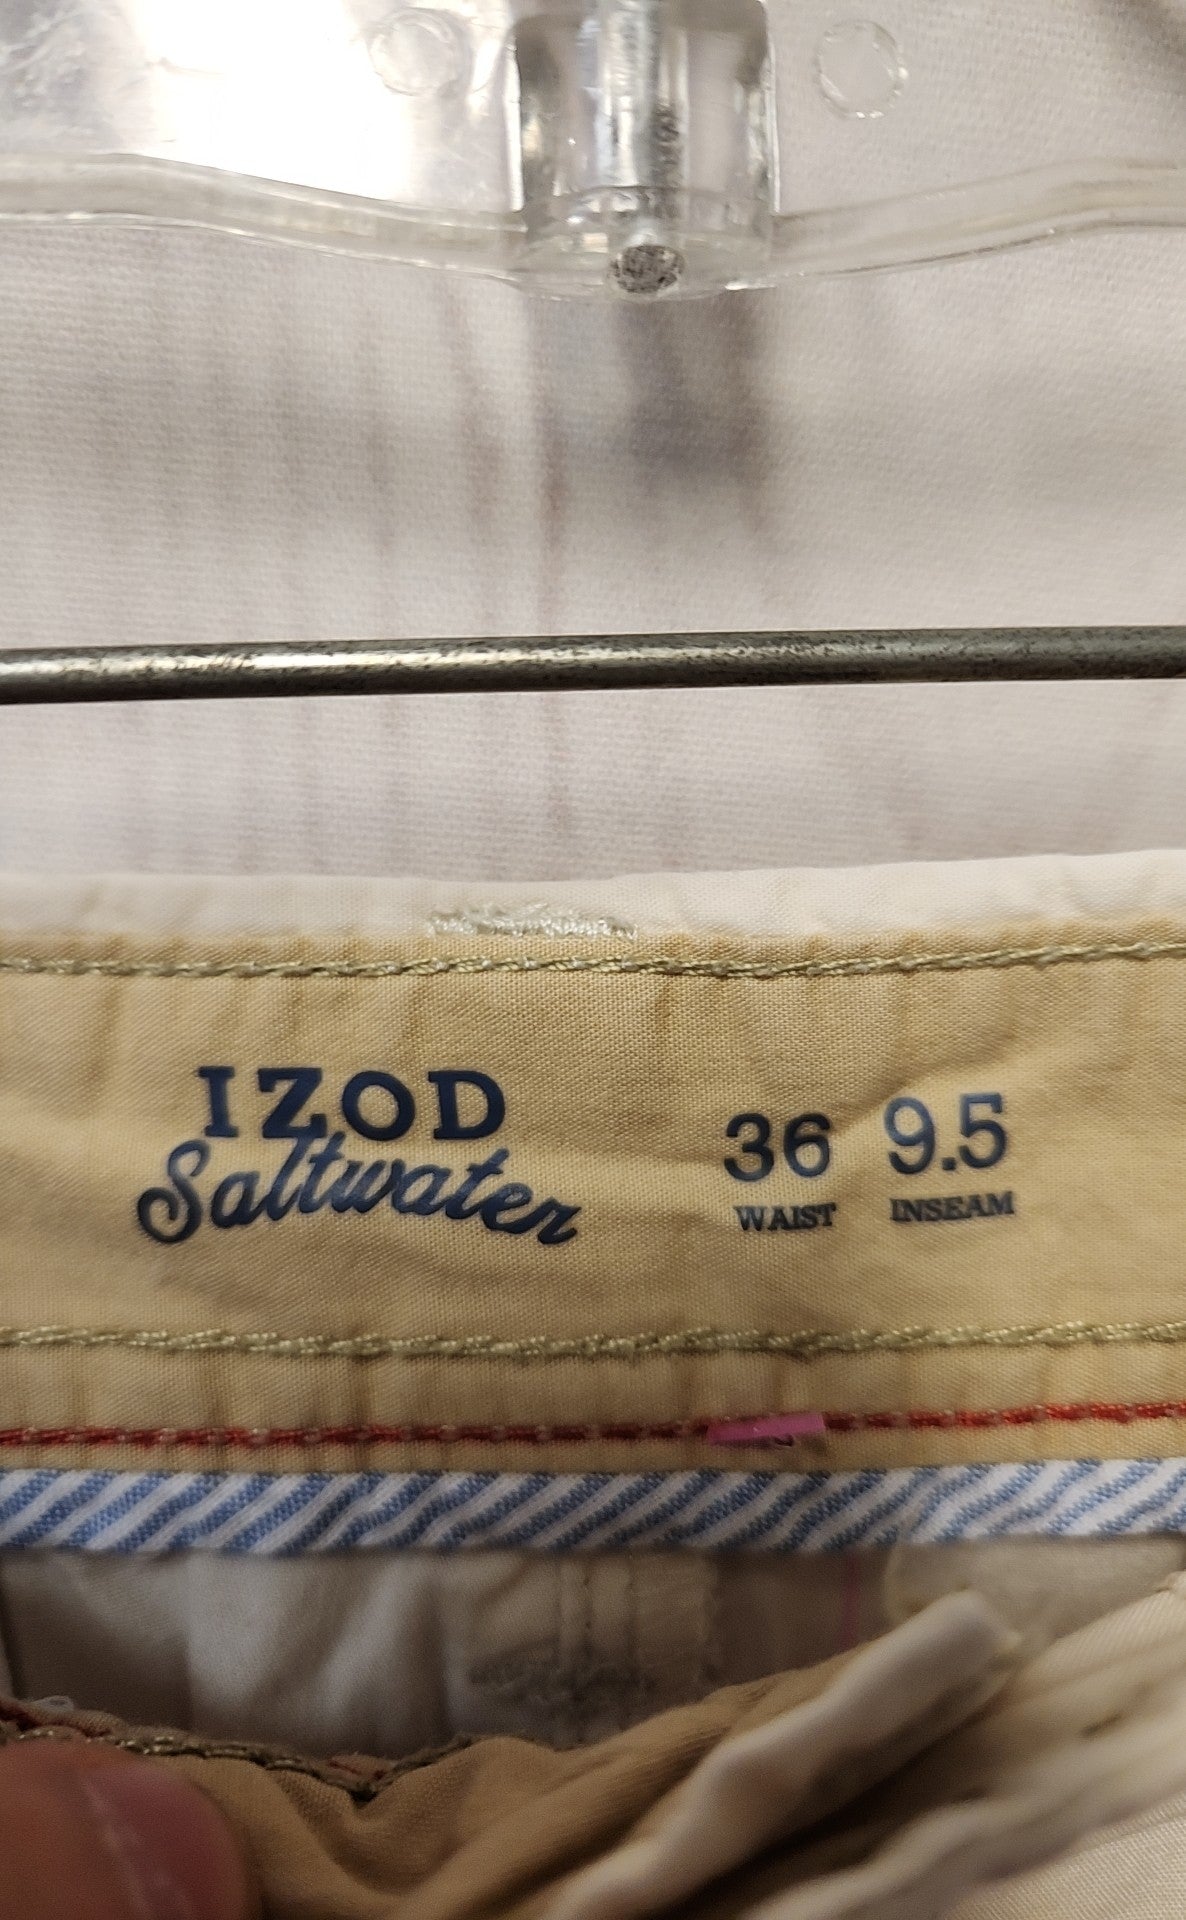 IZOD
Saltwater
36 9.5
WAIST INSEAM